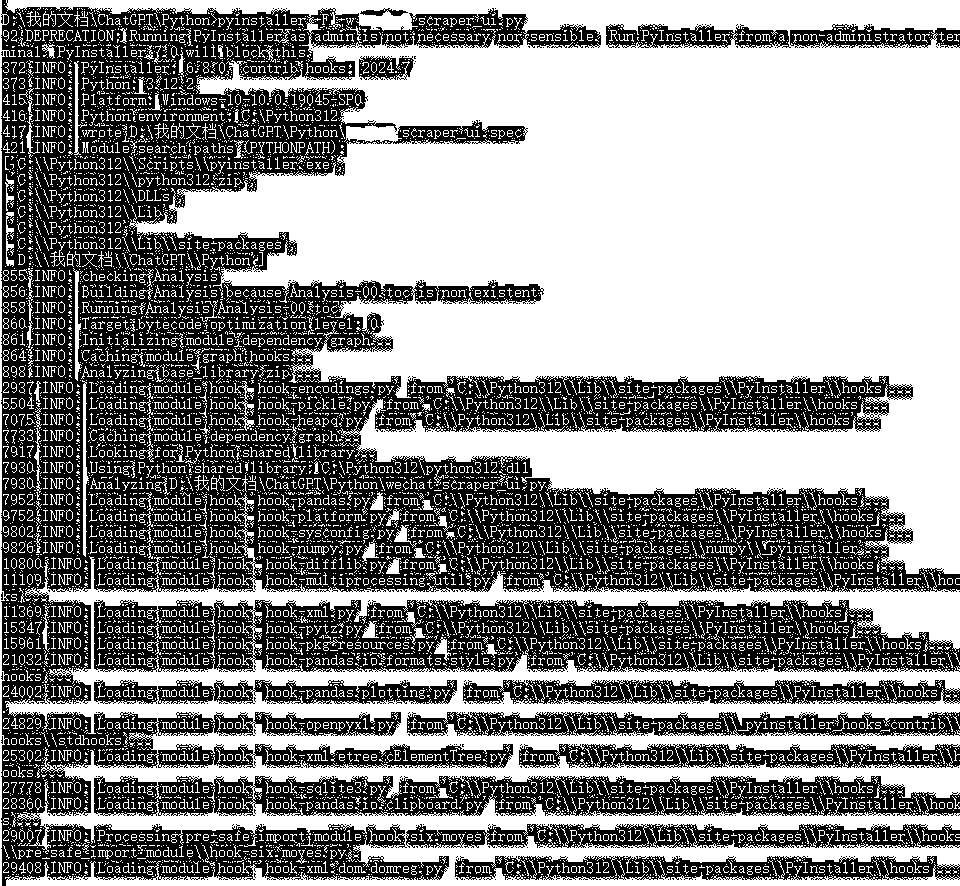 D:\我的文档\ChatGPT\Python>pyinstaller -F -w scraper_ui.py
92 DEPRECATION: Running PyInstaller as admin is not necessary nor sensible. Run PyInstaller from a non-administrator ter
minal. PyInstaller 7.0 will block this.
372 INFO: PyInstaller: 6.8.0, contrib hooks: 2024.7
373 INFO: Python: 3.12.2
415 INFO: Platform: Windows-10-10.0.19045-SP0
416 INFO: Python environment: C:\Python312
417 INFO: wrote D:\我的文档\ChatGPT\Python\ scraper_ui.spec
421 INFO: Module search paths (PYTHONPATH):
['C:\\Python312\\Scripts\\pyinstaller.exe',
 'C:\\Python312\\python312.zip',
 'C:\\Python312\\DLLs',
 'C:\\Python312\\Lib',
 'C:\\Python312',
 'C:\\Python312\\Lib\\site-packages',
 'D:\\我的文档\\ChatGPT\\Python']
855 INFO: checking Analysis
856 INFO: Building Analysis because Analysis-00.toc is non existent
858 INFO: Running Analysis Analysis-00.toc
860 INFO: Target bytecode optimization level: 0
861 INFO: Initializing module dependency graph...
864 INFO: Caching module graph hooks...
898 INFO: Analyzing base_library.zip ...
2937 INFO: Loading module hook 'hook-encodings.py' from 'C:\\Python312\\Lib\\site-packages\\PyInstaller\\hooks'...
5504 INFO: Loading module hook 'hook-pickle.py' from 'C:\\Python312\\Lib\\site-packages\\PyInstaller\\hooks'...
7075 INFO: Loading module hook 'hook-heapq.py' from 'C:\\Python312\\Lib\\site-packages\\PyInstaller\\hooks'...
7733 INFO: Caching module dependency graph...
7917 INFO: Looking for Python shared library...
7930 INFO: Using Python shared library: C:\Python312\python312.dll
7930 INFO: Analyzing D:\我的文档\ChatGPT\Python\wechat_scraper_ui.py
7952 INFO: Loading module hook 'hook-pandas.py' from 'C:\\Python312\\Lib\\site-packages\\PyInstaller\\hooks'...
9752 INFO: Loading module hook 'hook-platform.py' from 'C:\\Python312\\Lib\\site-packages\\PyInstaller\\hooks'...
9802 INFO: Loading module hook 'hook-sysconfig.py' from 'C:\\Python312\\Lib\\site-packages\\PyInstaller\\hooks'...
9826 INFO: Loading module hook 'hook-numpy.py' from 'C:\\Python312\\Lib\\site-packages\\numpy\\_pyinstaller'...
10800 INFO: Loading module hook 'hook-difflib.py' from 'C:\\Python312\\Lib\\site-packages\\PyInstaller\\hooks'...
11109 INFO: Loading module hook 'hook-multiprocessing.util.py' from 'C:\\Python312\\Lib\\site-packages\\PyInstaller\\hoo
ks'...
11369 INFO: Loading module hook 'hook-xml.py' from 'C:\\Python312\\Lib\\site-packages\\PyInstaller\\hooks'...
15347 INFO: Loading module hook 'hook-pytz.py' from 'C:\\Python312\\Lib\\site-packages\\PyInstaller\\hooks'...
15961 INFO: Loading module hook 'hook-pkg_resources.py' from 'C:\\Python312\\Lib\\site-packages\\PyInstaller\\hooks'...
21032 INFO: Loading module hook 'hook-pandas.io.formats.style.py' from 'C:\\Python312\\Lib\\site-packages\\PyInstaller\\
hooks'...
24002 INFO: Loading module hook 'hook-pandas.plotting.py' from 'C:\\Python312\\Lib\\site-packages\\PyInstaller\\hooks'..
.
24829 INFO: Loading module hook 'hook-openpyxl.py' from 'C:\\Python312\\Lib\\site-packages\\_pyinstaller_hooks_contrib\\
hooks\\stdhooks'...
25302 INFO: Loading module hook 'hook-xml.etree.cElementTree.py' from 'C:\\Python312\\Lib\\site-packages\\PyInstaller\\h
ooks'...
27778 INFO: Loading module hook 'hook-sqlite3.py' from 'C:\\Python312\\Lib\\site-packages\\PyInstaller\\hooks'...
28360 INFO: Loading module hook 'hook-pandas.io.clipboard.py' from 'C:\\Python312\\Lib\\site-packages\\PyInstaller\\hook
s'...
29007 INFO: Processing pre-safe import module hook six.moves from 'C:\\Python312\\Lib\\site-packages\\PyInstaller\\hooks
\\pre_safe_import_module\\hook-six.moves.py'.
29408 INFO: Loading module hook 'hook-xml.dom.domreg.py' from 'C:\\Python312\\Lib\\site-packages\\PyInstaller\\hooks'...